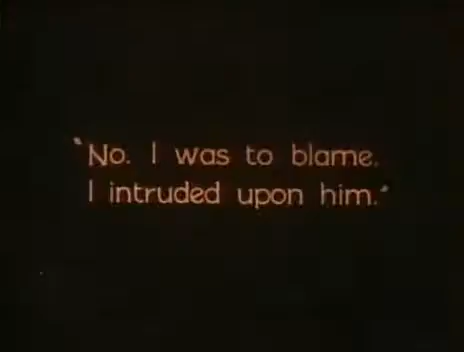 "No. I was to blame.
I intruded upon him."